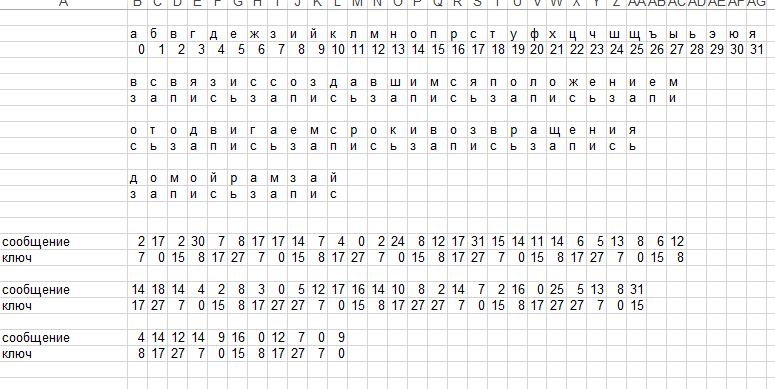 A B C D E F G H I J K L M N O P Q R S T U V W X Y Z AA AB AC AD AE AF AG
а б в г д е ж з и й к л м н о п р с т у ф х ц ч ш щ ъ ы ь э ю я
0 1 2 3 4 5 6 7 8 9 10 11 12 13 14 15 16 17 18 19 20 21 22 23 24 25 26 27 28 29 30 31
в с в я з и с с о з д а в ш и м с я п о л о ж е н и е м
з а п и с ь з а п и с ь з а п и с ь з а п и с ь з а п и
о т о д в и г а е м с р о к и в о з в р а щ е н и я
с ь з а п и с ь з а п и с ь з а п и с ь з а п и с ь
д о м о й р а м з а й
з а п и с ь з а п и с
сообщение 2 17 2 30 7 8 17 17 14 7 4 0 2 24 8 12 17 31 15 14 11 14 6 5 13 8 6 12
ключ 7 0 15 8 17 27 7 0 15 8 17 27 7 0 15 8 17 27 7 0 15 8 17 27 7 0 15 8
сообщение 14 18 14 4 2 8 3 0 5 12 17 16 14 10 8 2 14 7 2 16 0 25 5 13 8 31
ключ 17 27 7 0 15 8 17 27 27 7 0 15 8 17 27 27 7 0 15 8 17 27 27 7 0 15
сообщение 4 14 12 14 9 16 0 12 7 0 9
ключ 8 17 27 7 0 15 8 17 27 7 0